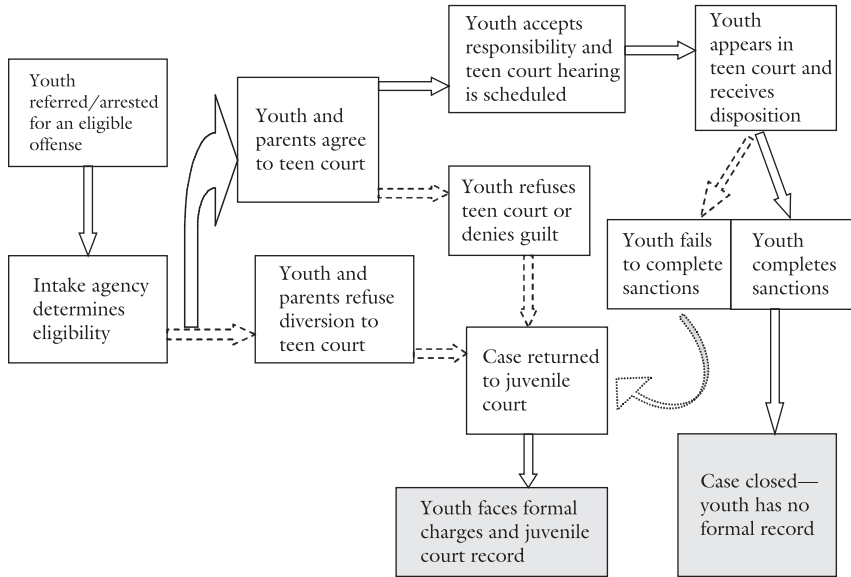 Youth
referred/arrested
for an eligible
offense
Intake agency
determines
eligibility
Youth and
parents agree
to teen court
Youth and
parents refuse
diversion to
teen court
Youth accepts
responsibility and
teen court hearing
is scheduled
Youth refuses
teen court or
denies guilt
Case returned
to juvenile
court
Youth faces formal
charges and juvenile
court record
Youth
appears in
teen court and
receives
disposition
Youth fails
to complete
sanctions
Youth
completes
sanctions
Case closed—
youth has no
formal record